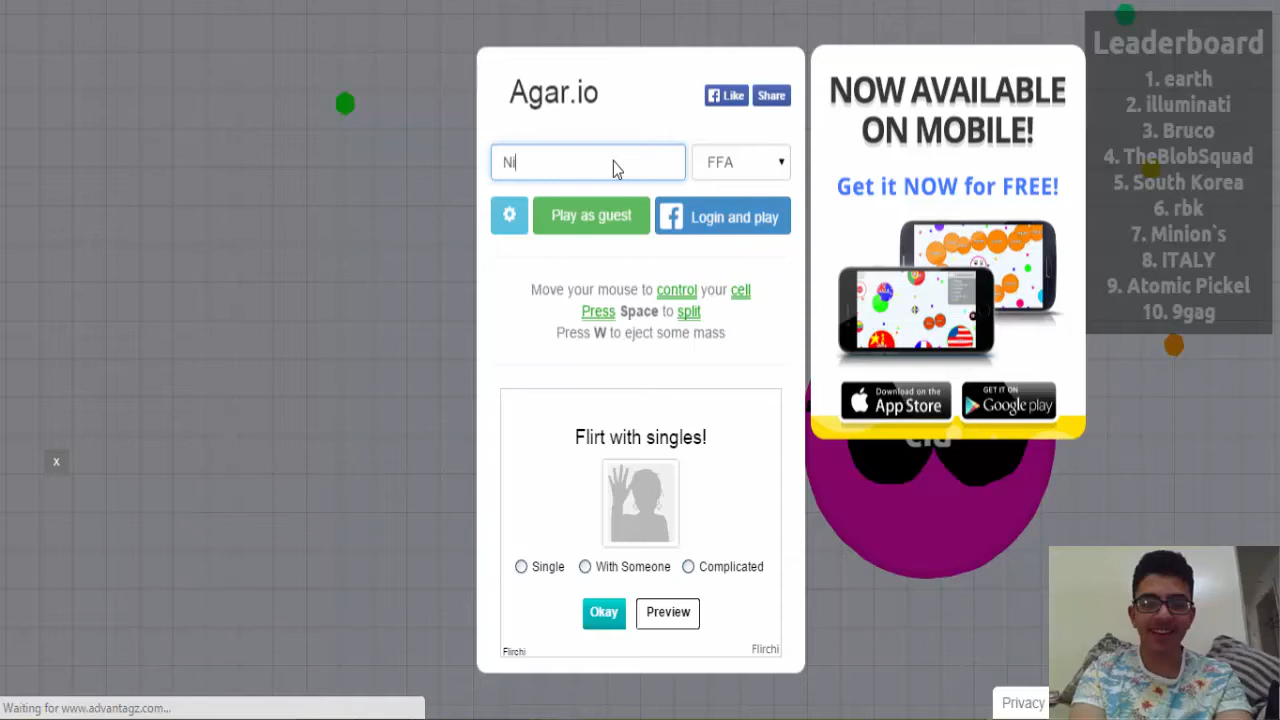 Agar.io
Like
Share
Ni
FFA
Play as guest
Login and play
Move your mouse to control your cell
Press Space to split
Press W to eject some mass
Flirt with singles!
Single
With Someone
Complicated
Okay
Preview
Flirchi
Flirchi
NOW AVAILABLE
ON MOBILE!
Get it NOW for FREE!
Download on the
App Store
GET IT ON
Google play
Leaderboard
1. earth
2. illuminati
3. Bruco
4. TheBlobSquad
5. South Korea
6. rbk
7. Minion`s
8. ITALY
9. Atomic Pickel
10. 9gag
x
Waiting for www.advantagz.com...
Privacy